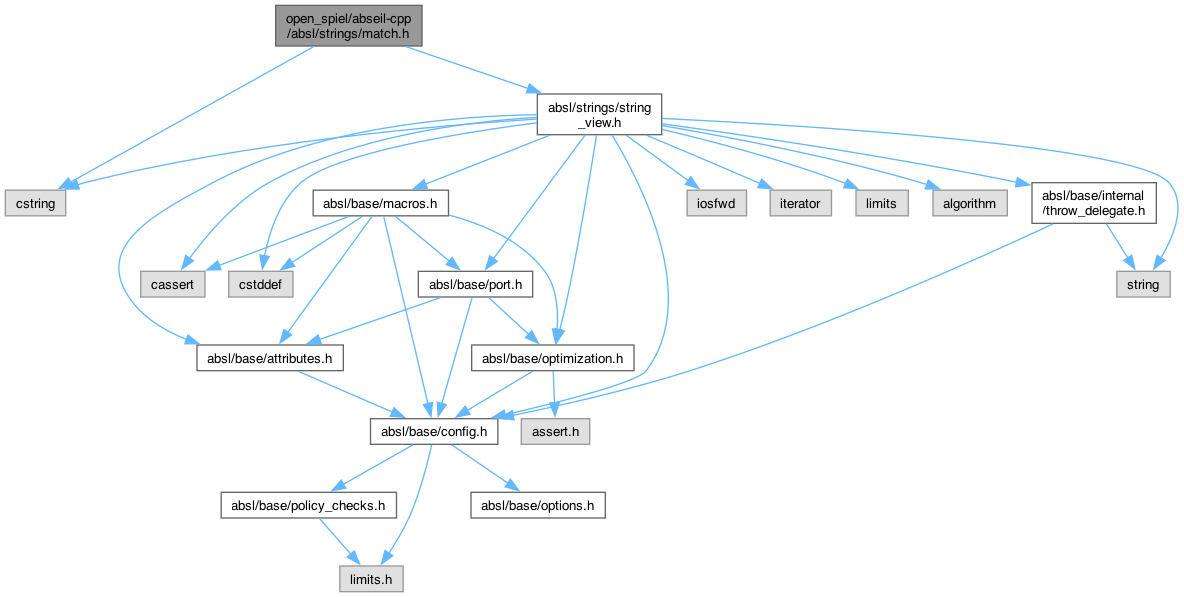 open_spiel/abseil-cpp
/absl/strings/match.h
absl/strings/string
_view.h
cstring
absl/base/macros.h
iosfwd
iterator
limits
algorithm
absl/base/internal
/throw_delegate.h
cassert
cstddef
absl/base/port.h
string
absl/base/attributes.h
absl/base/optimization.h
absl/base/config.h
assert.h
absl/base/policy_checks.h
absl/base/options.h
limits.h